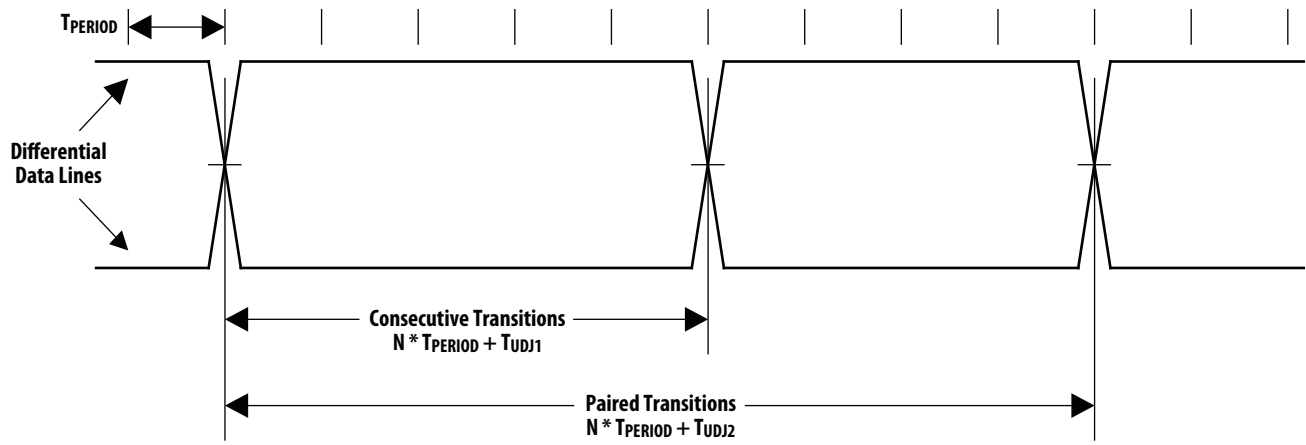 TPERIOD
Differential
Data Lines
Consecutive Transitions
N * TPERIOD + TUDJ1
Paired Transitions
N * TPERIOD + TUDJ2